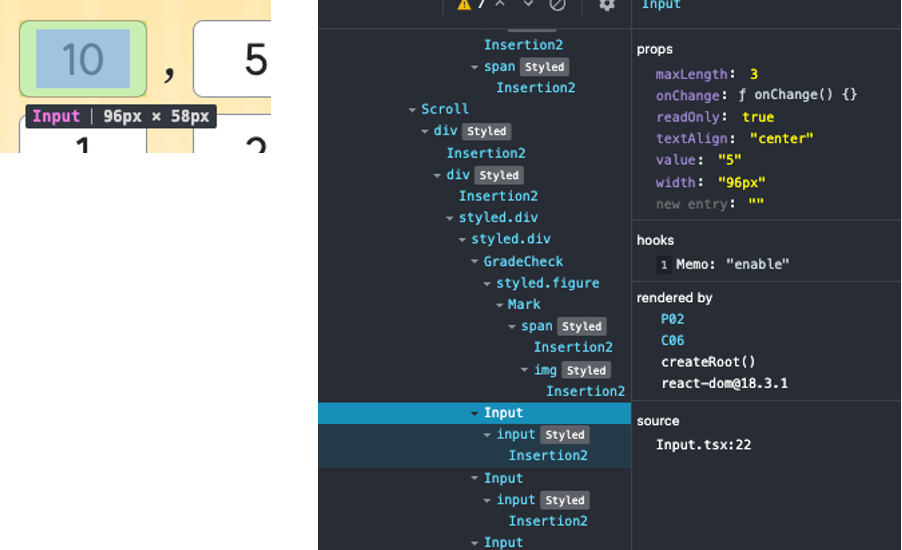 10 , 5
Input | 96px × 58px
1 2
7
Insertion2
span Styled
Insertion2
Scroll
div Styled
Insertion2
div Styled
Insertion2
styled.div
styled.div
GradeCheck
styled.figure
Mark
span Styled
Insertion2
img Styled
Insertion2
Input
input Styled
Insertion2
Input
input Styled
Insertion2
Input
Input
props
maxLength: 3
onChange: ƒ onChange() {}
readOnly: true
textAlign: "center"
value: "5"
width: "96px"
new entry: ""
hooks
1 Memo: "enable"
rendered by
P02
C06
createRoot()
react-dom@18.3.1
source
Input.tsx:22